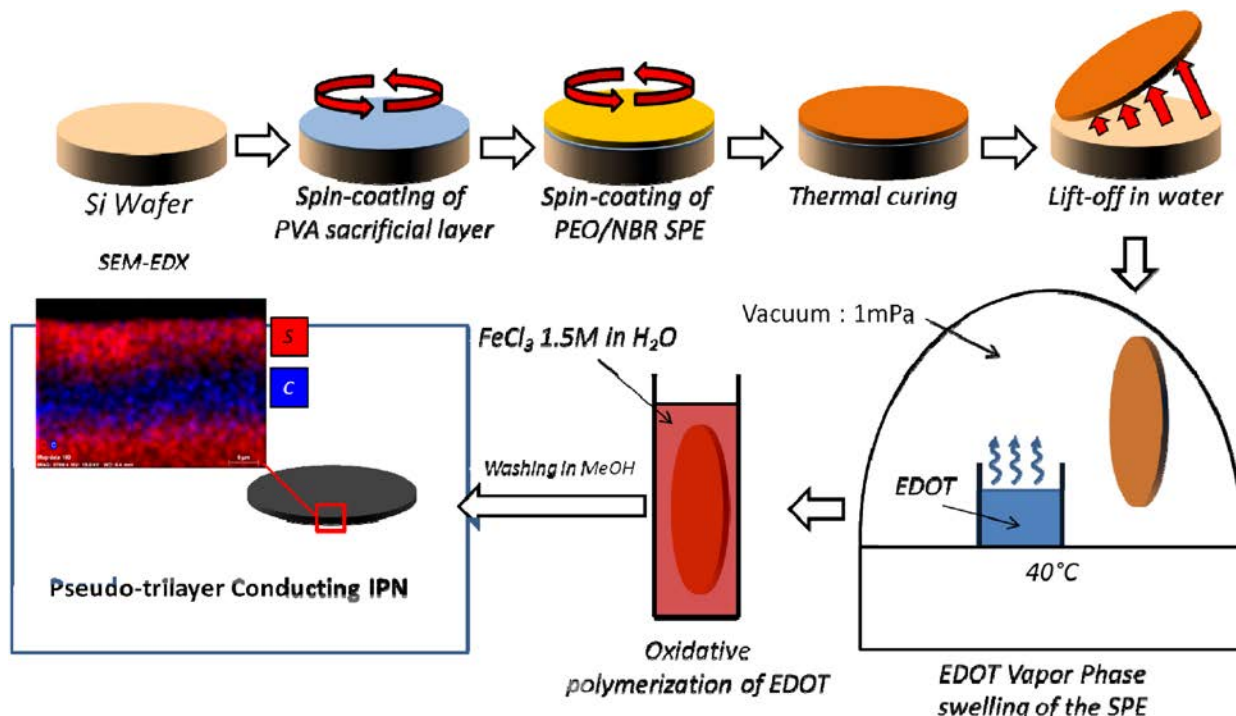 Si Wafer
Spin-coating of
PVA sacrificial layer
Spin-coating of
PEO/NBR SPE
Thermal curing
Lift-off in water
SEM-EDX
S
C
Vacuum : 1mPa
EDOT
40°C
EDOT Vapor Phase
swelling of the SPE
FeCl₃ 1.5M in H₂O
Oxidative
polymerization of EDOT
Washing in MeOH
Pseudo-trilayer Conducting IPN